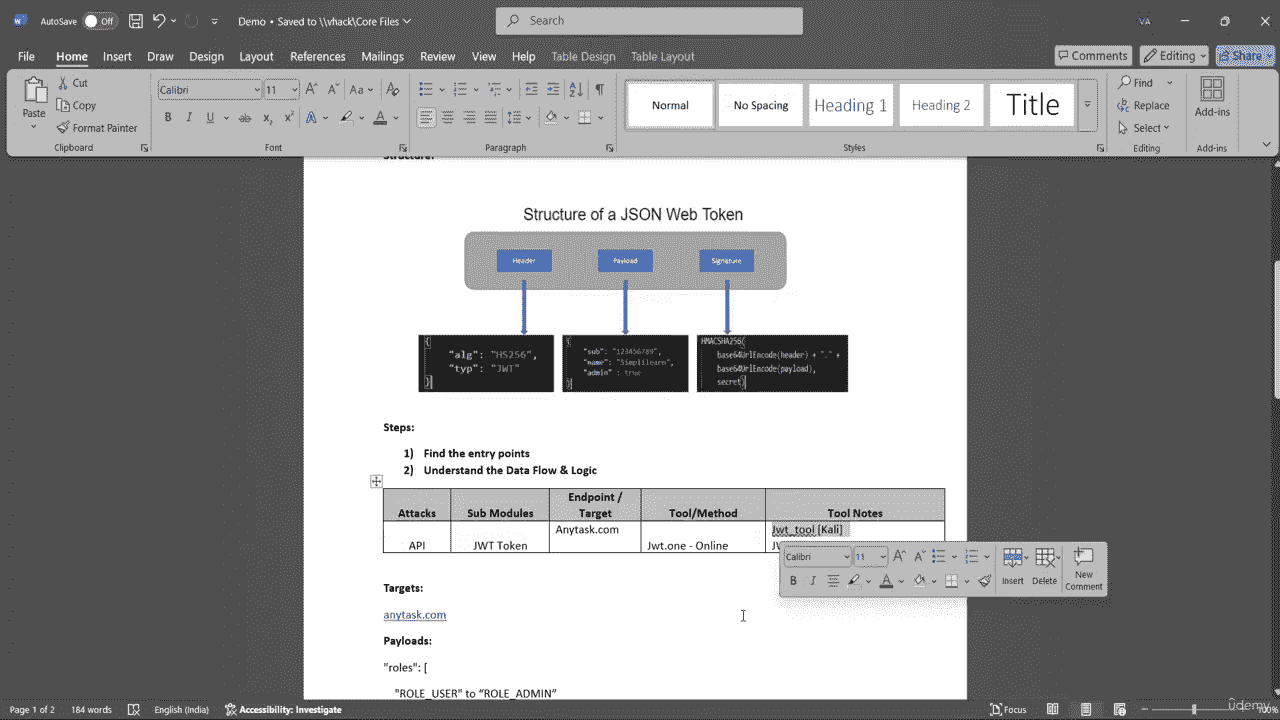 AutoSave Off Demo • Saved to \\vhack\Core Files Search VA
File Home Insert Draw Design Layout References Mailings Review View Help Table Design Table Layout Comments Editing Share
Paste Cut Copy Format Painter Clipboard
Calibri 11 Font
Paragraph
Normal No Spacing Heading 1 Heading 2 Title Styles
Find Replace Select Editing
Add-ins Add-ins
Structure:
Structure of a JSON Web Token
Header Payload Signature
{
"alg": "HS256",
"typ": "JWT"
}
{
"sub": "123456789",
"name": "Simplilearn",
"admin" : true
}
HMACSHA256(
base64UrlEncode(header) + "." +
base64UrlEncode(payload),
secret)
Steps:
1) Find the entry points
2) Understand the Data Flow & Logic
Attacks Sub Modules Endpoint / Target Tool/Method Tool Notes
API JWT Token Anytask.com Jwt.one - Online Jwt_tool [Kali]
Calibri 11 Insert Delete New Comment
Targets:
anytask.com
Payloads:
"roles": [
"ROLE_USER" to “ROLE_ADMIN”
Page 1 of 2 184 words English (India) Accessibility: Investigate Focus 100%
Udemy